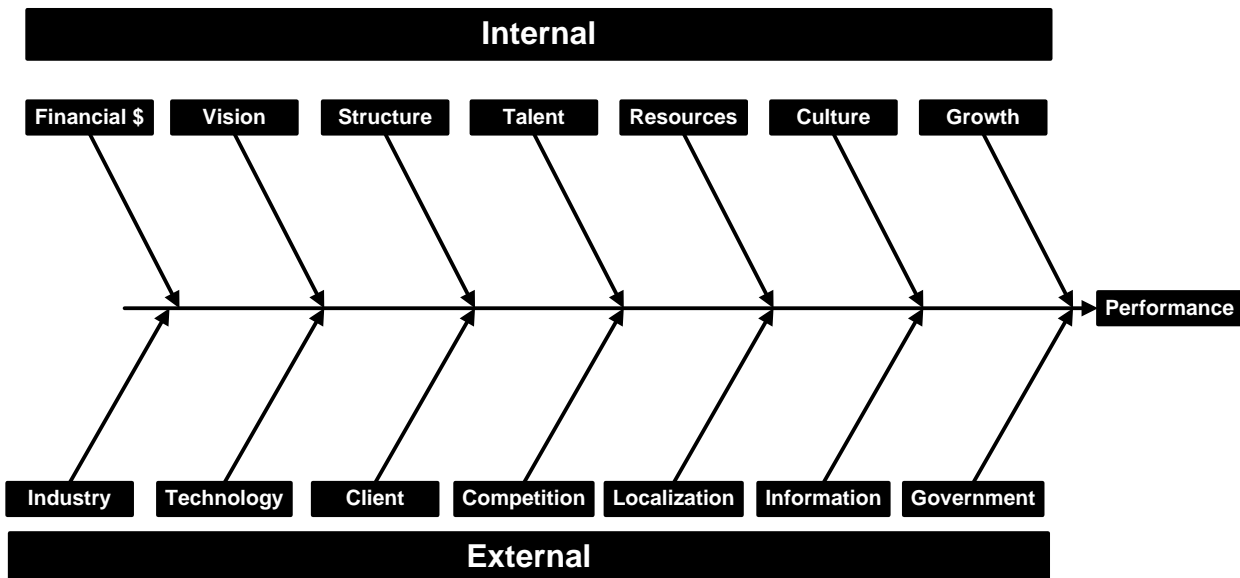 Internal
Financial $
Vision
Structure
Talent
Resources
Culture
Growth
Performance
Industry
Technology
Client
Competition
Localization
Information
Government
External